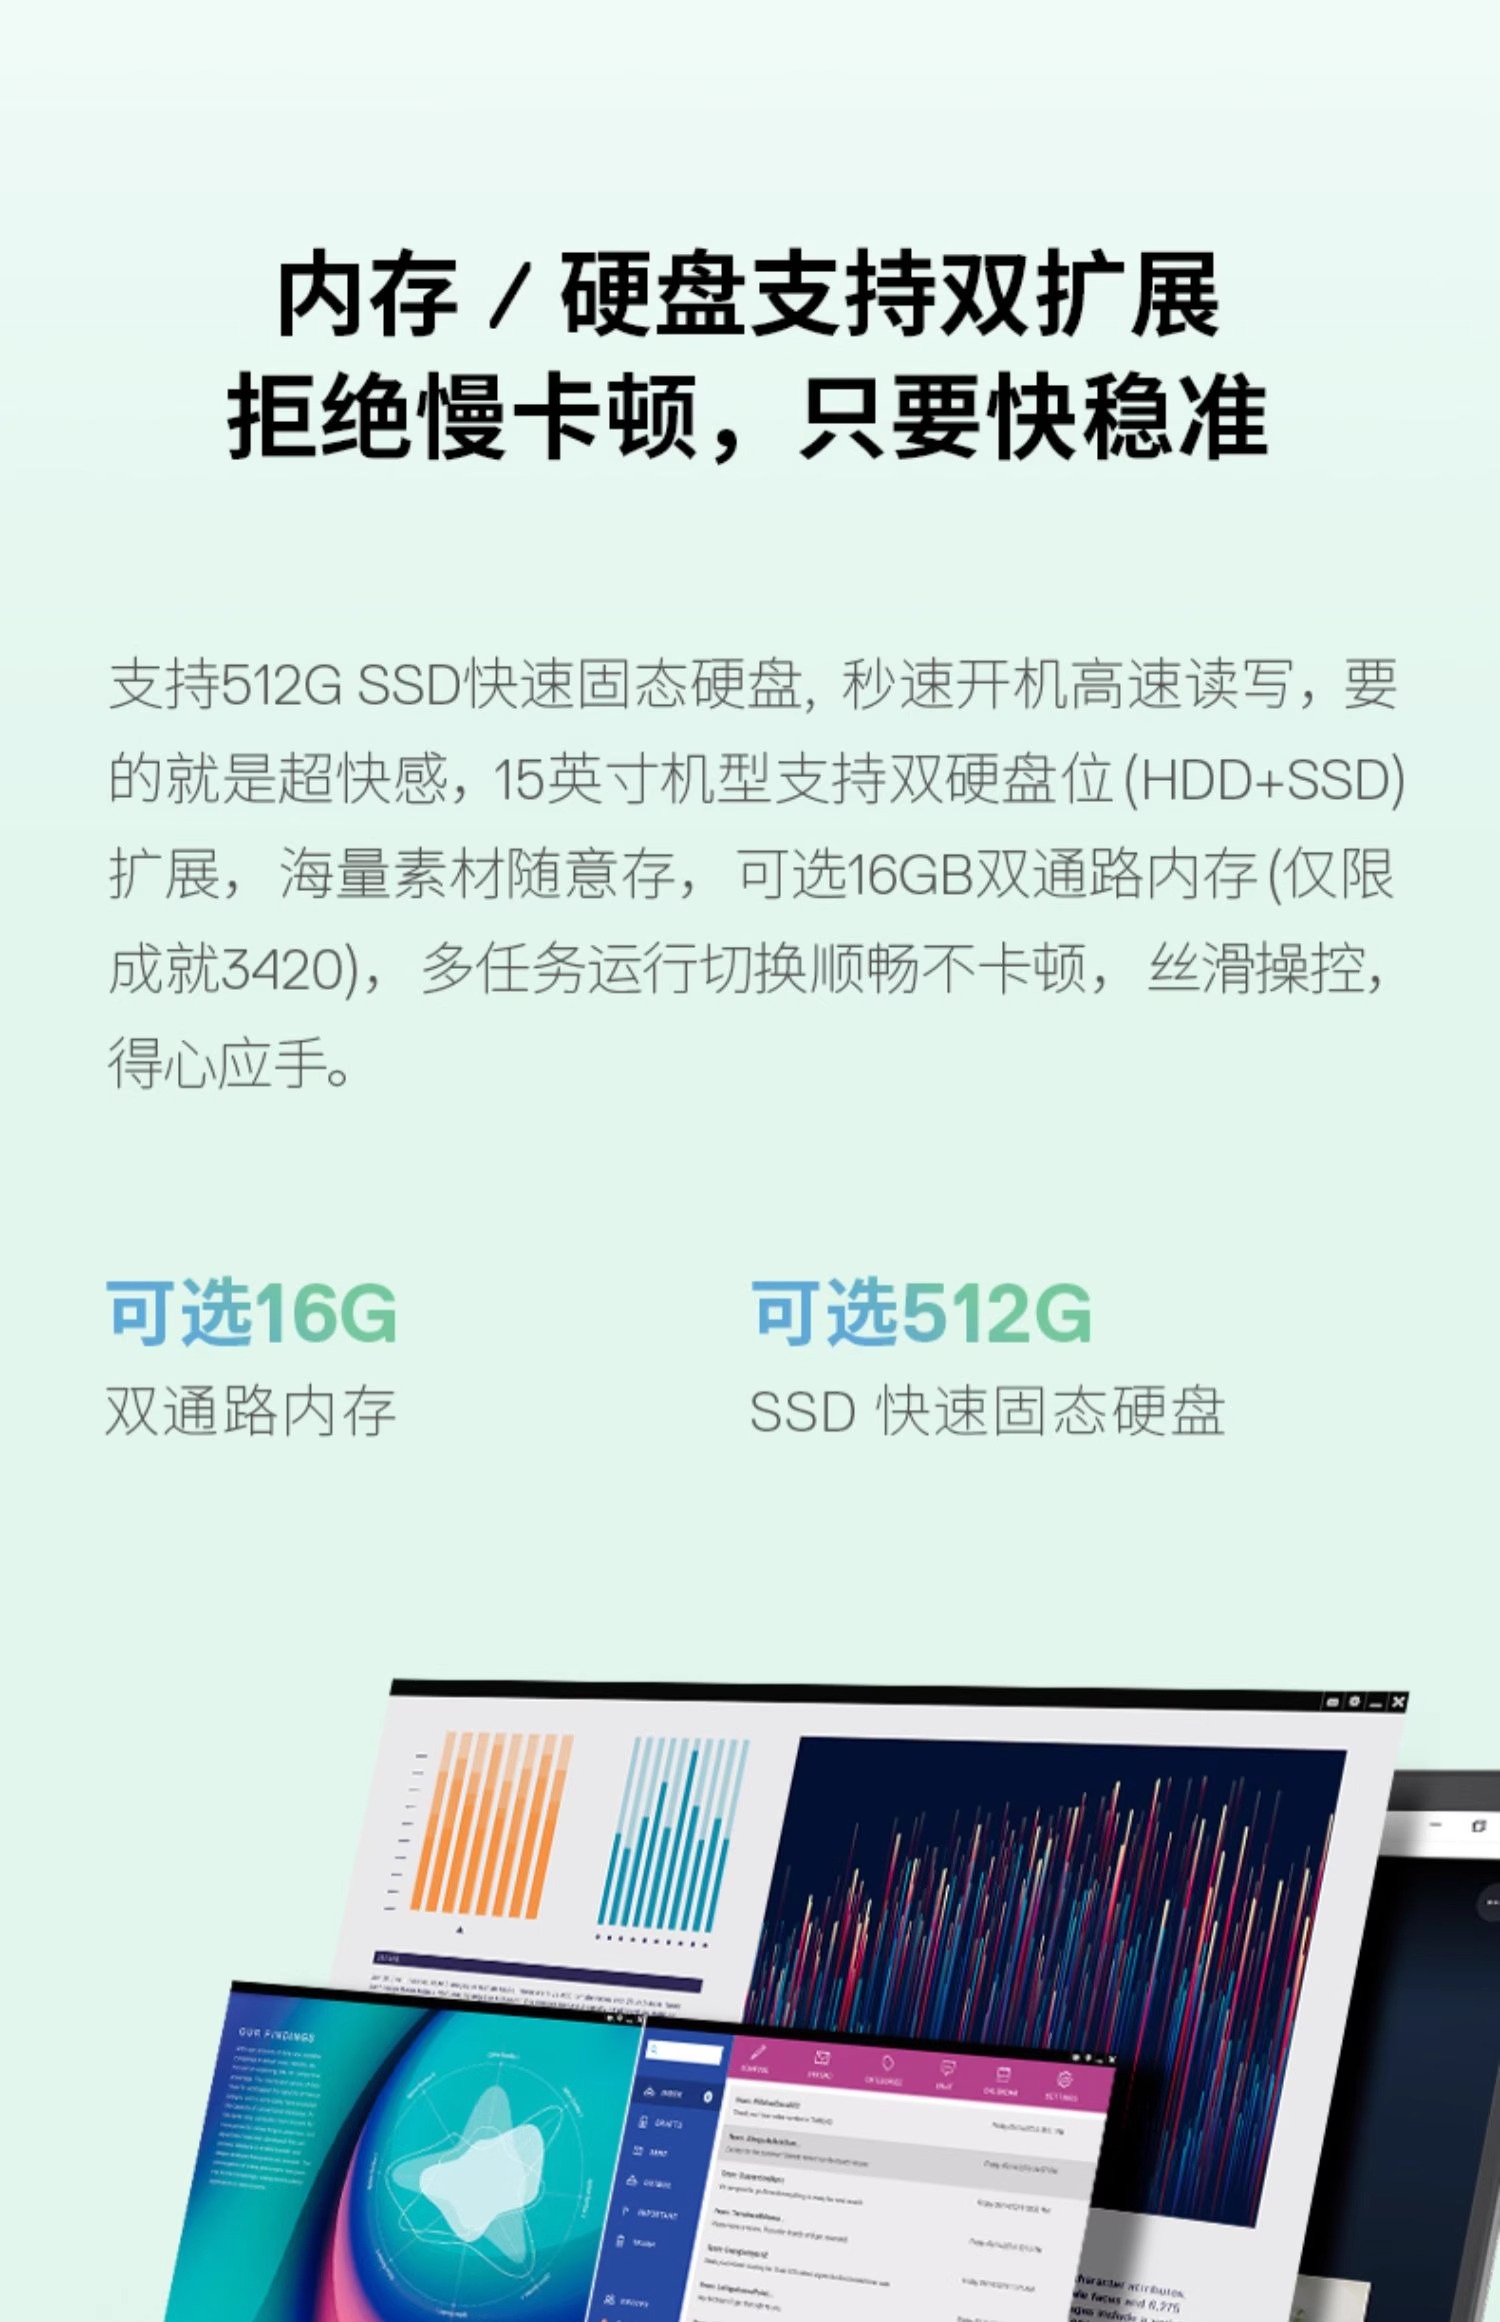 内存 / 硬盘支持双扩展
拒绝慢卡顿，只要快稳准
支持512G SSD快速固态硬盘, 秒速开机高速读写，要
的就是超快感，15英寸机型支持双硬盘位(HDD+SSD)
扩展， 海量素材随意存， 可选16GB双通路内存(仅限
成就3420)， 多任务运行切换顺畅不卡顿， 丝滑操控，
得心应手。
可选16G
双通路内存
可选512G
SSD 快速固态硬盘
OUR FINDINGS
INBOX
DRAFTS
SENT
OUTBOX
IMPORTANT
TRASH
CATEGORIES
CALENDAR
SETTINGS